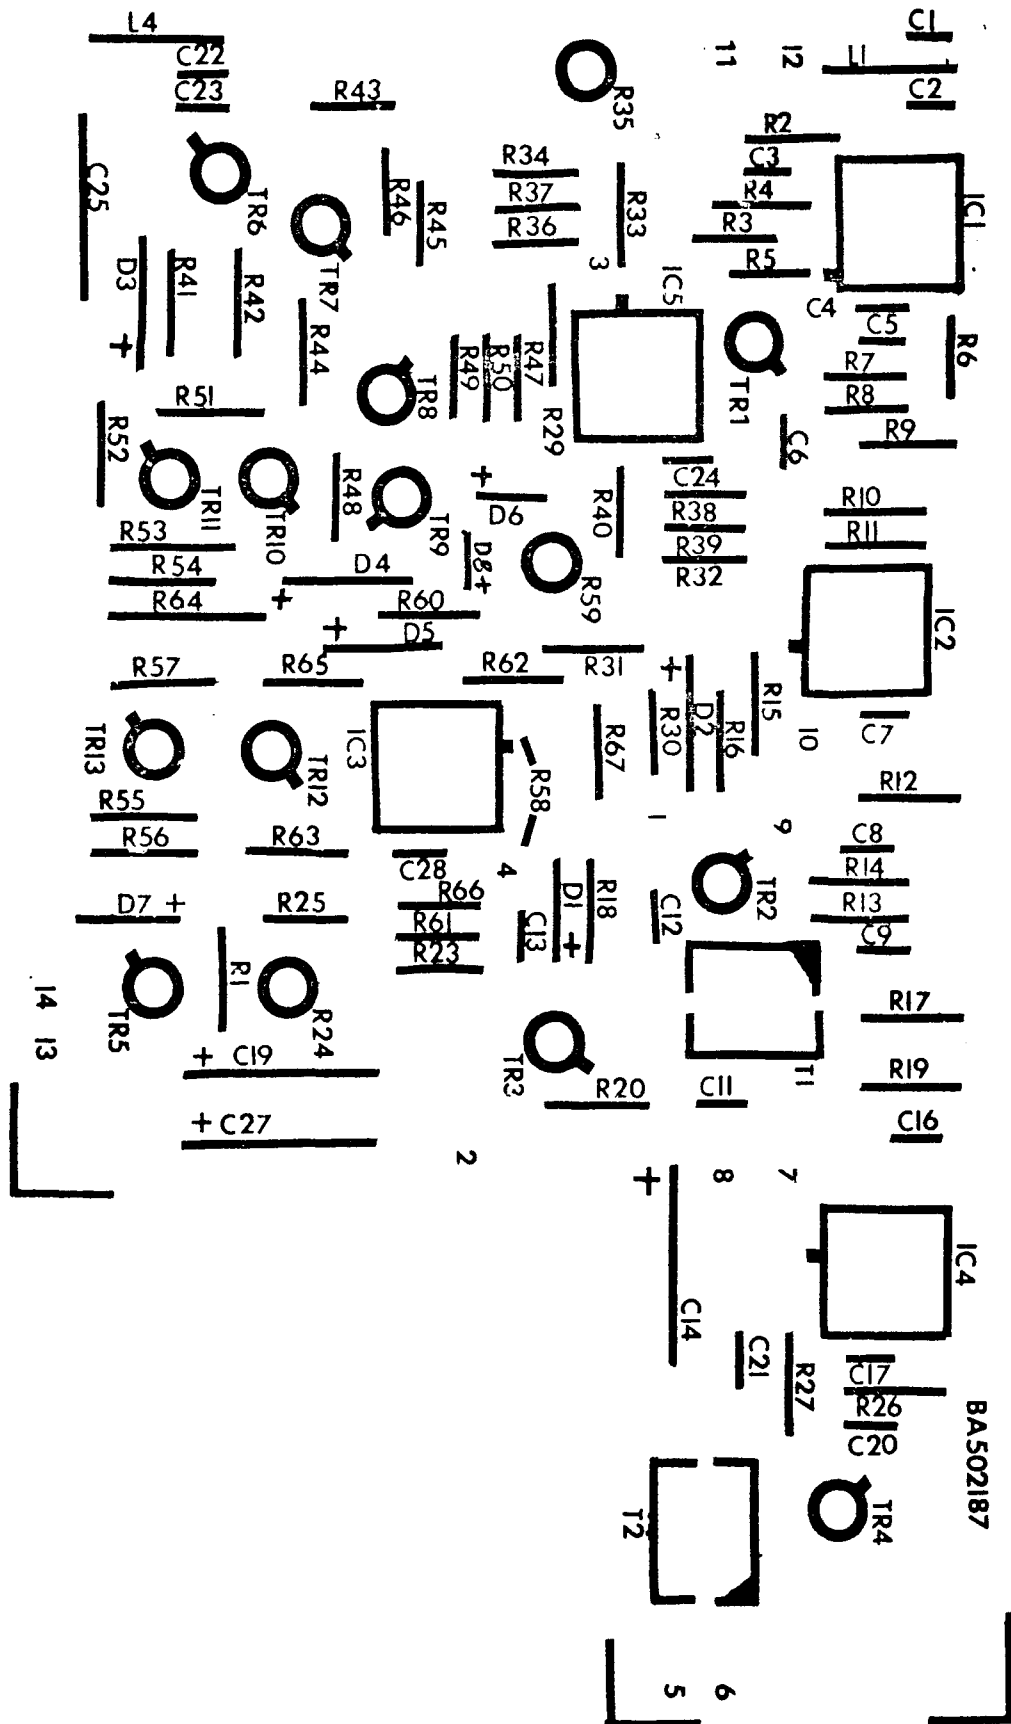 L4
C1
C22
11
12
L1
C23
R43
R35
C2
R2
R34
C3
C25
TR6
R46
R37
R33
R4
IC1
R45
R36
R3
3
IC5
R5
D3
R41
R42
TR7
C4
+
R44
C5
R6
R49
R50
R47
R7
TR8
TR1
R51
R29
R8
R52
C6
R9
R48
+
C24
TR11
D6
R40
R10
R38
R53
TR10
TR9
D8
R39
R11
R54
D4
+
R59
R32
R64
+
R60
IC2
+
D5
R57
R65
R62
R31
+
R15
D2
R16
R30
10
C7
TR13
IC3
R67
TR12
R58
R12
R55
1
9
R56
R63
C8
C28
4
R14
TR2
R66
D1
R18
D7 +
R25
R61
C13
+
C12
R13
R23
C9
R1
14
13
TR5
R24
R17
+ C19
TR3
T1
R20
C11
R19
+ C27
C16
2
+
8
7
IC4
C14
C21
R27
C17
R26
C20
BA502187
T2
TR4
5
6